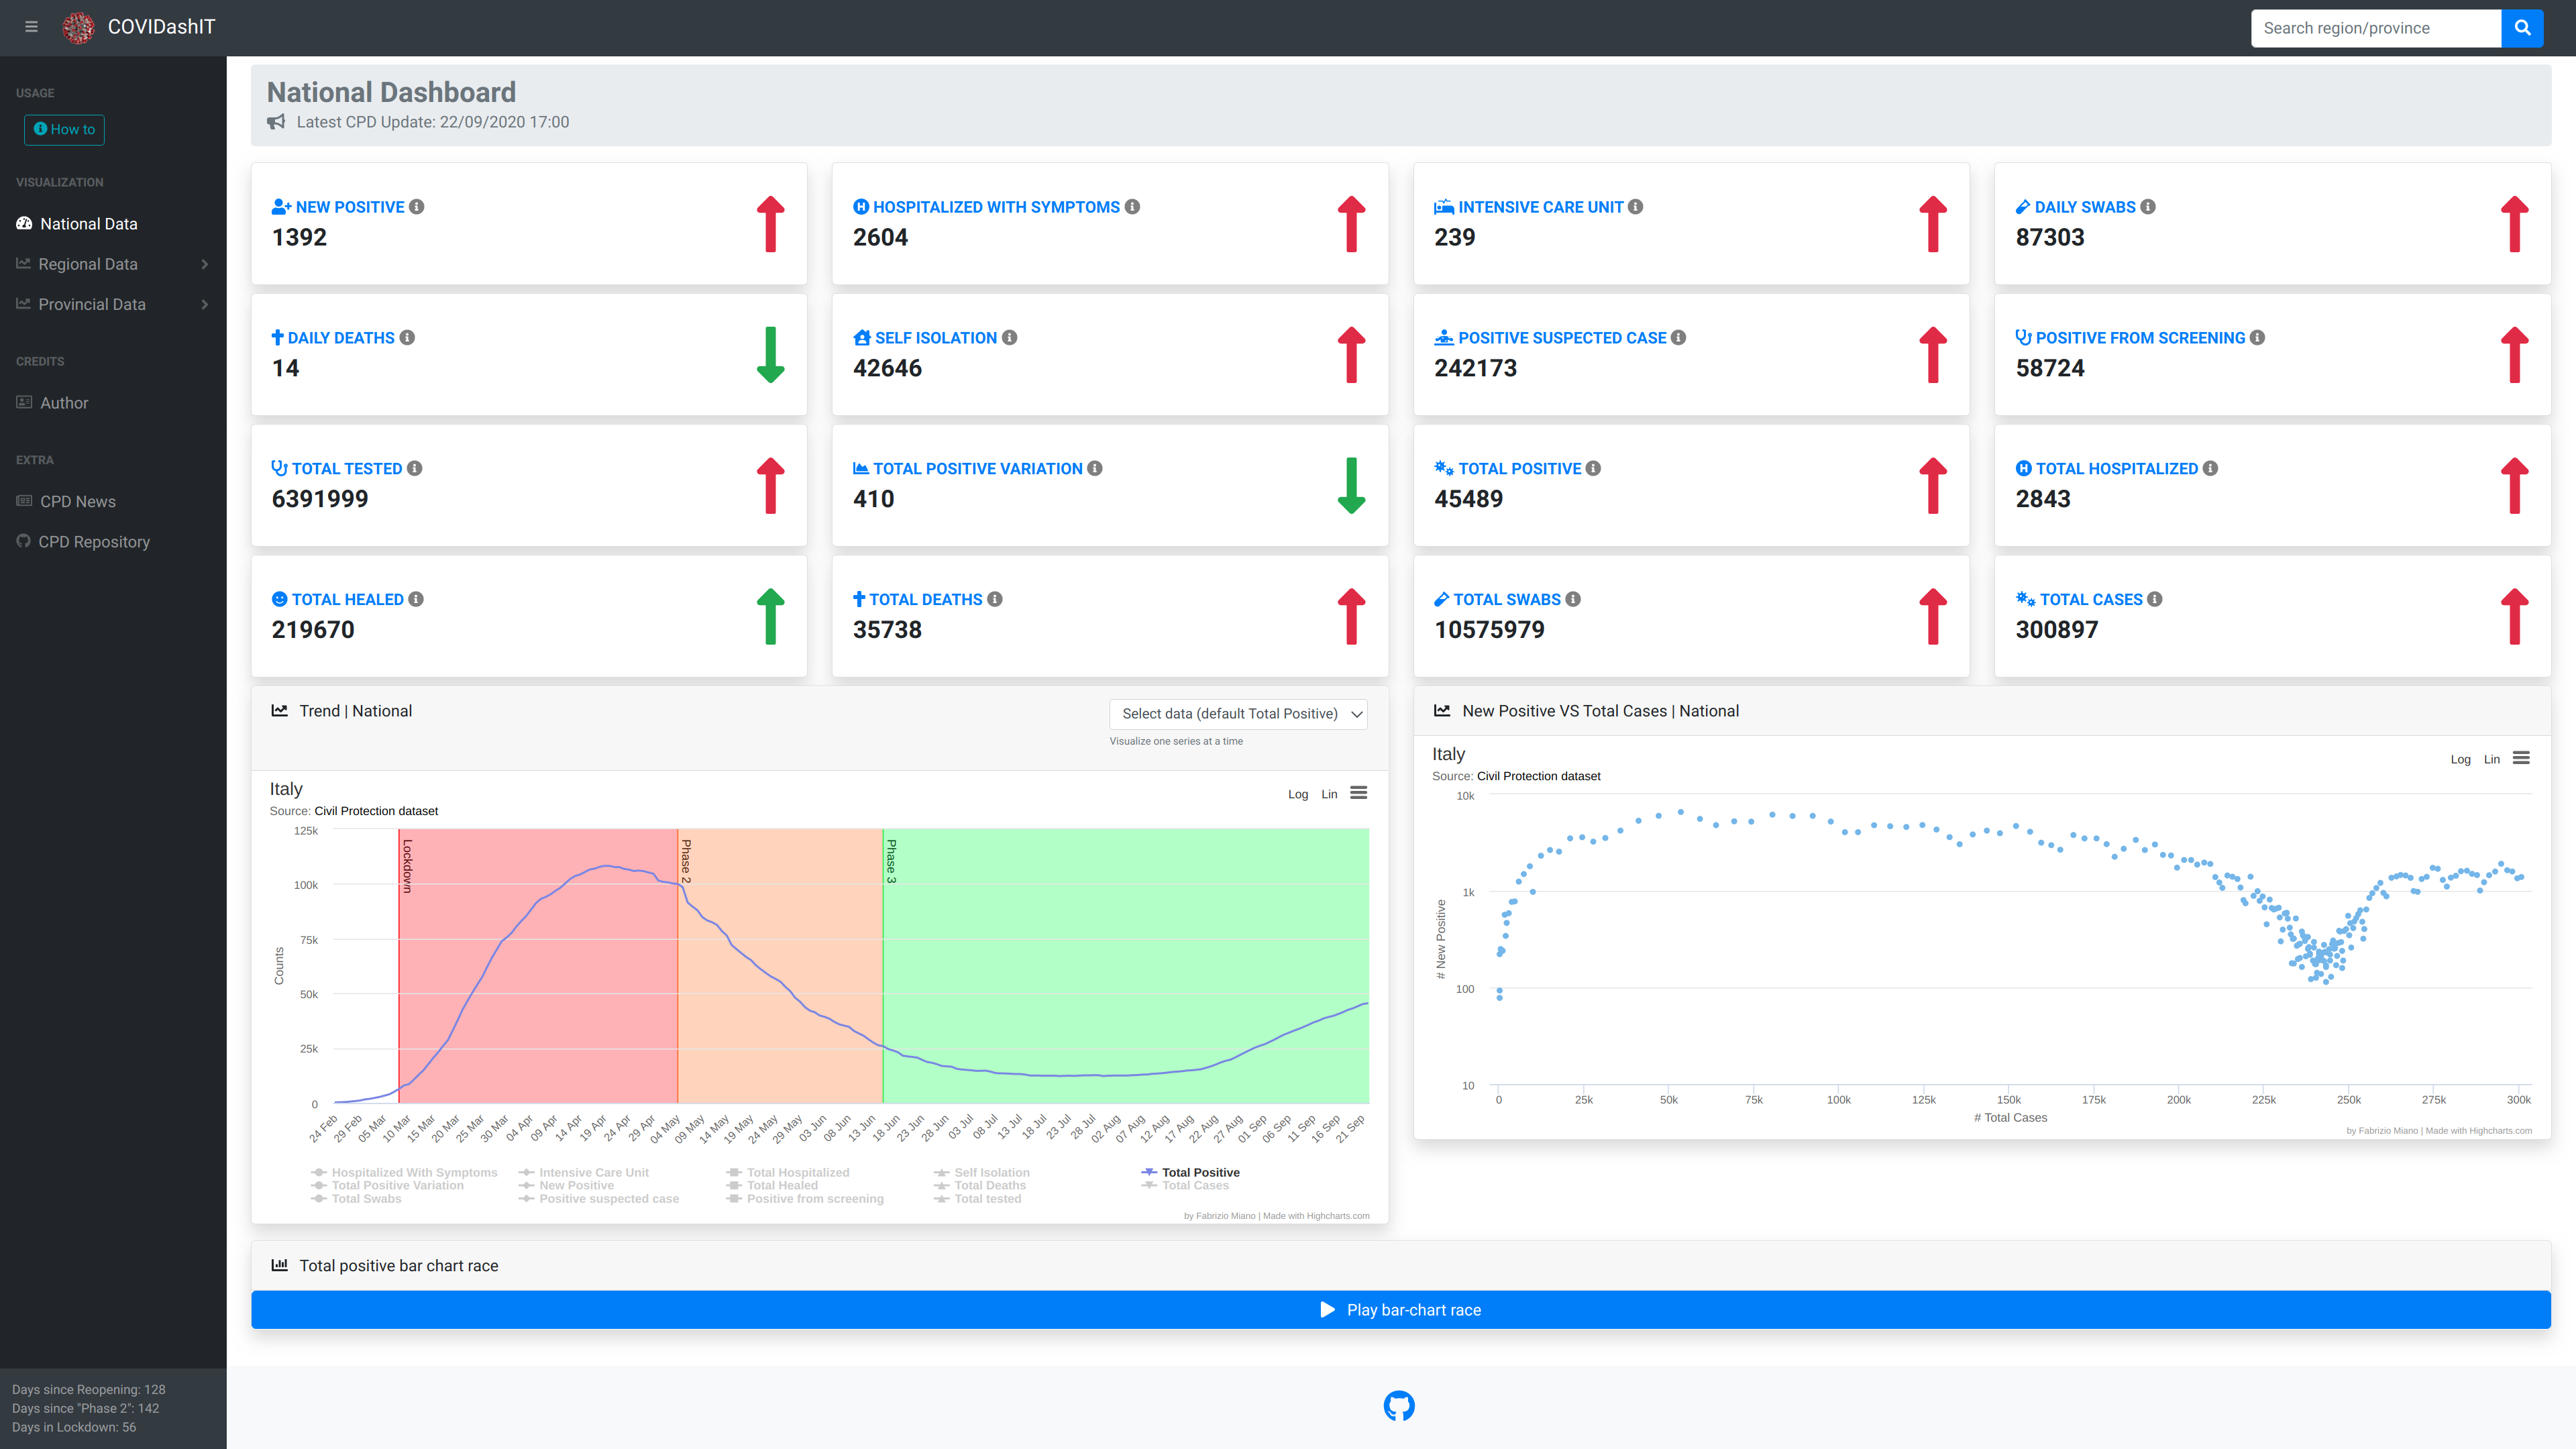 COVIDashIT
Search region/province
USAGE
How to
VISUALIZATION
National Data
Regional Data
Provincial Data
CREDITS
Author
EXTRA
CPD News
CPD Repository
Days since Reopening: 128
Days since "Phase 2": 142
Days in Lockdown: 56
National Dashboard
Latest CPD Update: 22/09/2020 17:00
NEW POSITIVE
1392
HOSPITALIZED WITH SYMPTOMS
2604
INTENSIVE CARE UNIT
239
DAILY SWABS
87303
DAILY DEATHS
14
SELF ISOLATION
42646
POSITIVE SUSPECTED CASE
242173
POSITIVE FROM SCREENING
58724
TOTAL TESTED
6391999
TOTAL POSITIVE VARIATION
410
TOTAL POSITIVE
45489
TOTAL HOSPITALIZED
2843
TOTAL HEALED
219670
TOTAL DEATHS
35738
TOTAL SWABS
10575979
TOTAL CASES
300897
Trend | National
Select data (default Total Positive)
Visualize one series at a time
Italy
Source: Civil Protection dataset
Log Lin
Counts
125k
100k
75k
50k
25k
0
Lockdown
Phase 2
Phase 3
24 Feb
29 Feb
05 Mar
10 Mar
15 Mar
20 Mar
25 Mar
30 Mar
04 Apr
09 Apr
14 Apr
19 Apr
24 Apr
29 Apr
04 May
09 May
14 May
19 May
24 May
29 May
03 Jun
08 Jun
13 Jun
18 Jun
23 Jun
28 Jun
03 Jul
08 Jul
13 Jul
18 Jul
23 Jul
28 Jul
02 Aug
07 Aug
12 Aug
17 Aug
22 Aug
27 Aug
01 Sep
06 Sep
11 Sep
16 Sep
21 Sep
Hospitalized With Symptoms Intensive Care Unit Total Hospitalized Self Isolation Total Positive
Total Positive Variation New Positive Total Healed Total Deaths Total Cases
Total Swabs Positive suspected case Positive from screening Total tested
by Fabrizio Miano | Made with Highcharts.com
New Positive VS Total Cases | National
Italy
Source: Civil Protection dataset
Log Lin
# New Positive
10k
1k
100
10
0 25k 50k 75k 100k 125k 150k 175k 200k 225k 250k 275k 300k
# Total Cases
by Fabrizio Miano | Made with Highcharts.com
Total positive bar chart race
Play bar-chart race